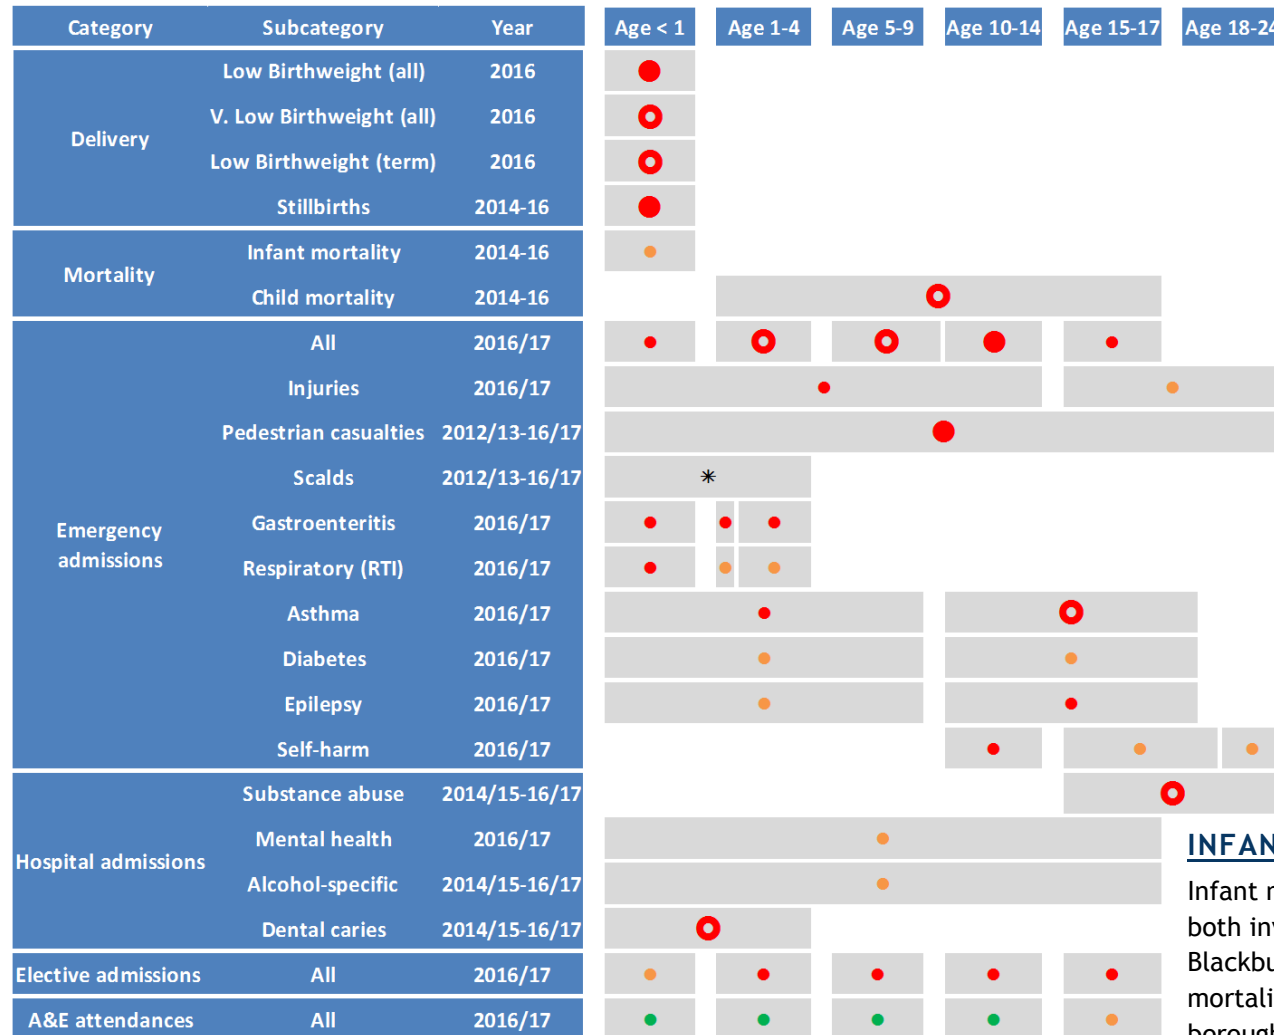 Category Subcategory Year Age < 1 Age 1-4 Age 5-9 Age 10-14 Age 15-17 Age 18-24
Delivery
Low Birthweight (all) 2016
V. Low Birthweight (all) 2016
Low Birthweight (term) 2016
Stillbirths 2014-16
Mortality
Infant mortality 2014-16
Child mortality 2014-16
Emergency
admissions
All 2016/17
Injuries 2016/17
Pedestrian casualties 2012/13-16/17
Scalds 2012/13-16/17 *
Gastroenteritis 2016/17
Respiratory (RTI) 2016/17
Asthma 2016/17
Diabetes 2016/17
Epilepsy 2016/17
Self-harm 2016/17
Hospital admissions
Substance abuse 2014/15-16/17
Mental health 2016/17
Alcohol-specific 2014/15-16/17
Dental caries 2014/15-16/17
Elective admissions All 2016/17
A&E attendances All 2016/17
Infant
both